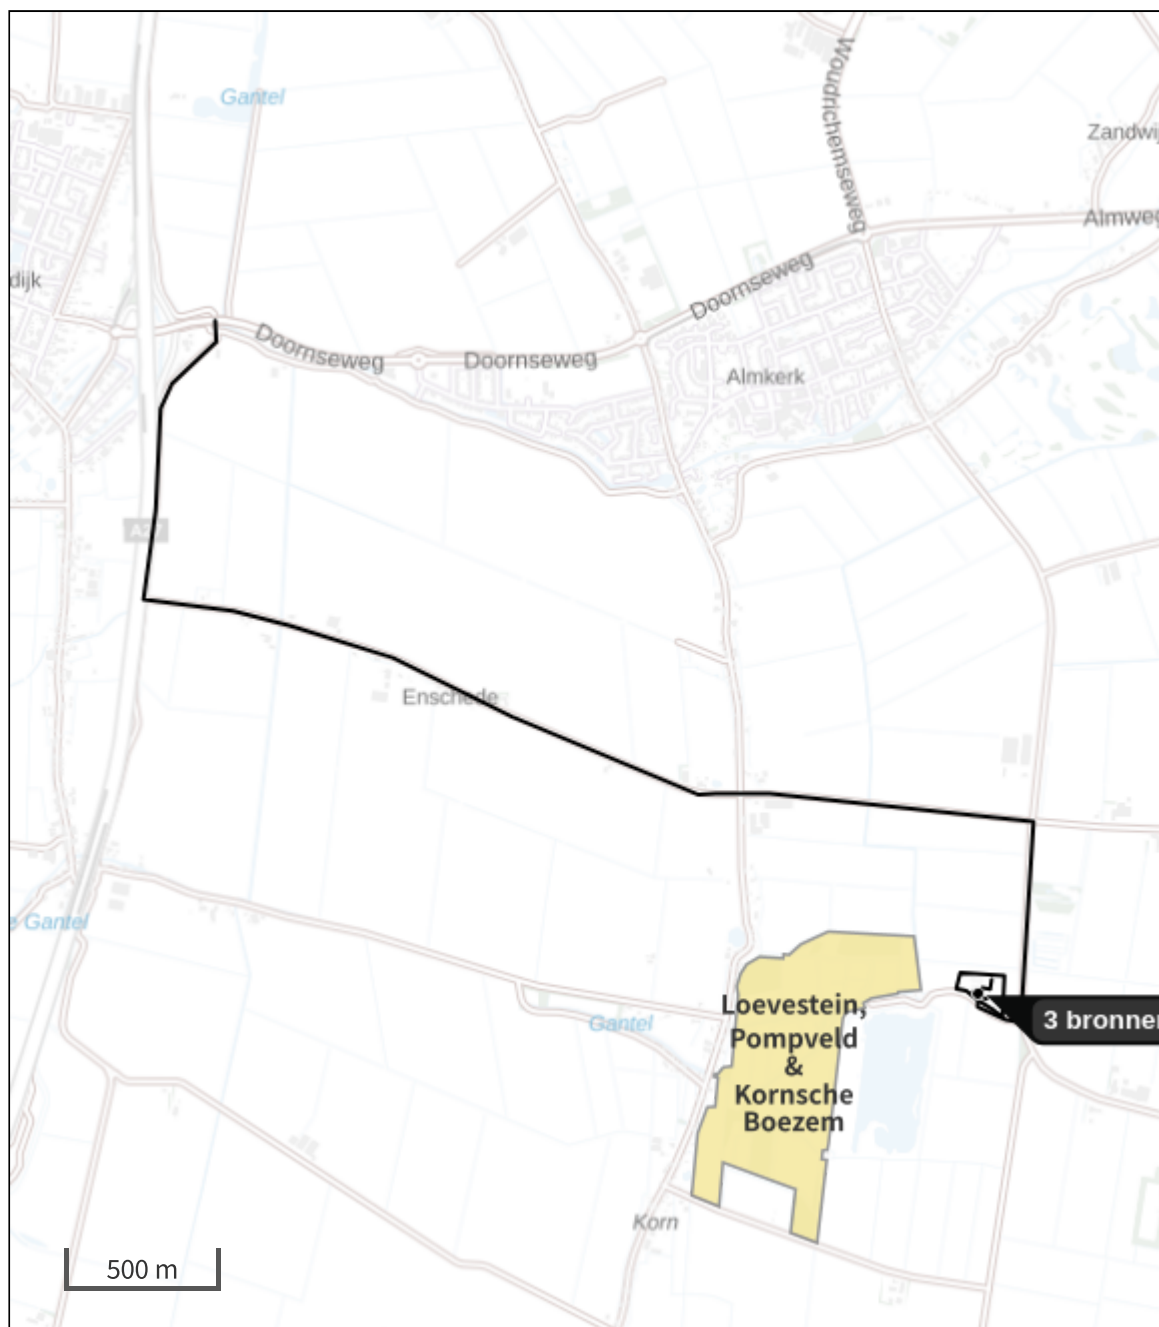 Gantel
Woudrichemseweg
Zandwij
Almweg
dijk
Doornseweg
Doornseweg
Doornseweg
Almkerk
A27
Enschede
e Gantel
Loevestein,
Pompveld
&
Kornsche
Boezem
3 bronnen
Gantel
Korn
500 m